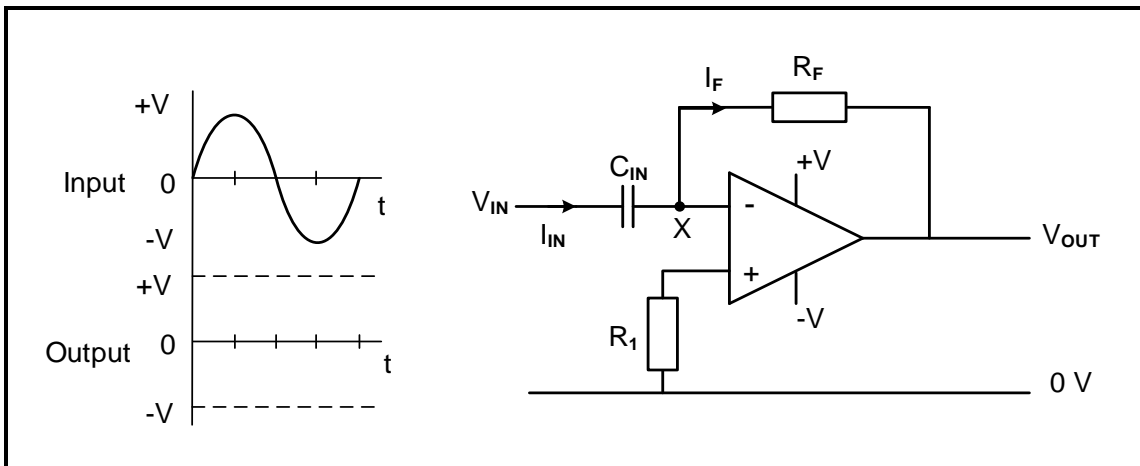 +V
Input 0
t
-V
+V
Output 0
t
-V
I_F
R_F
C_IN
+V
V_IN
I_IN
X
-
+
V_OUT
-V
R_1
0 V